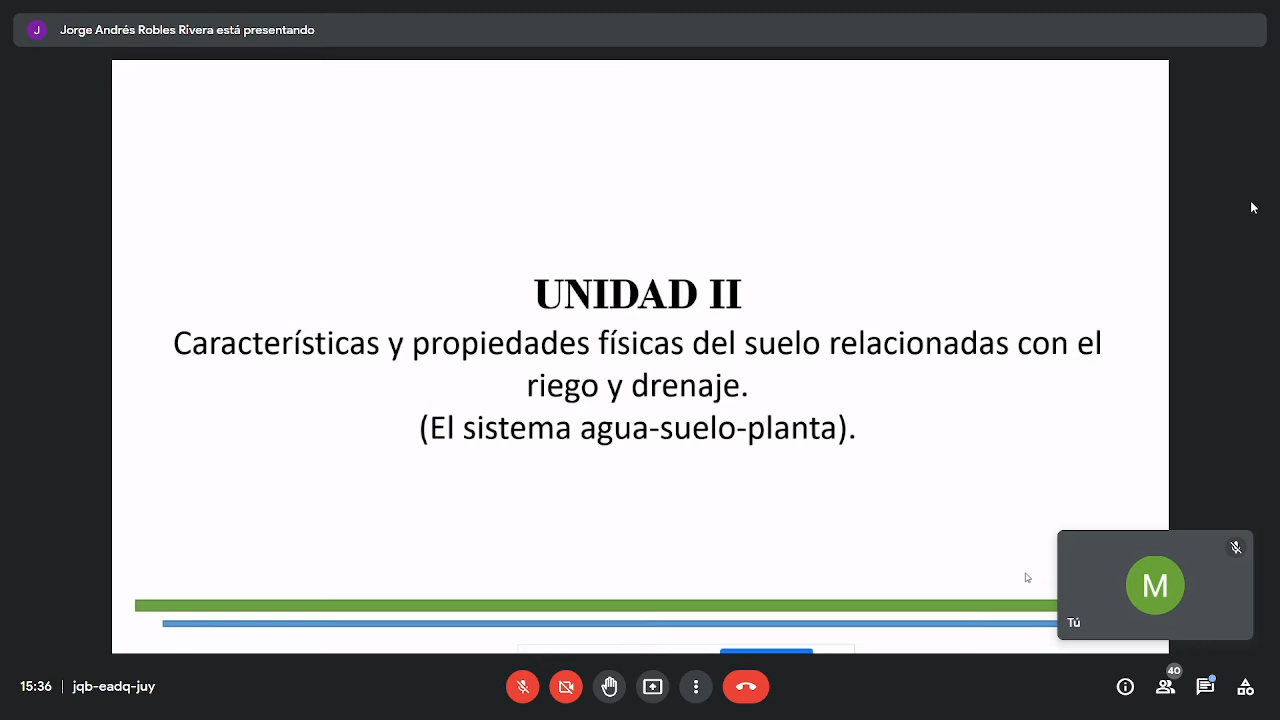 J Jorge Andrés Robles Rivera está presentando
UNIDAD II
Características y propiedades físicas del suelo relacionadas con el
riego y drenaje.
(El sistema agua-suelo-planta).
M
Tú
15:36 | jqb-eadq-juy
40